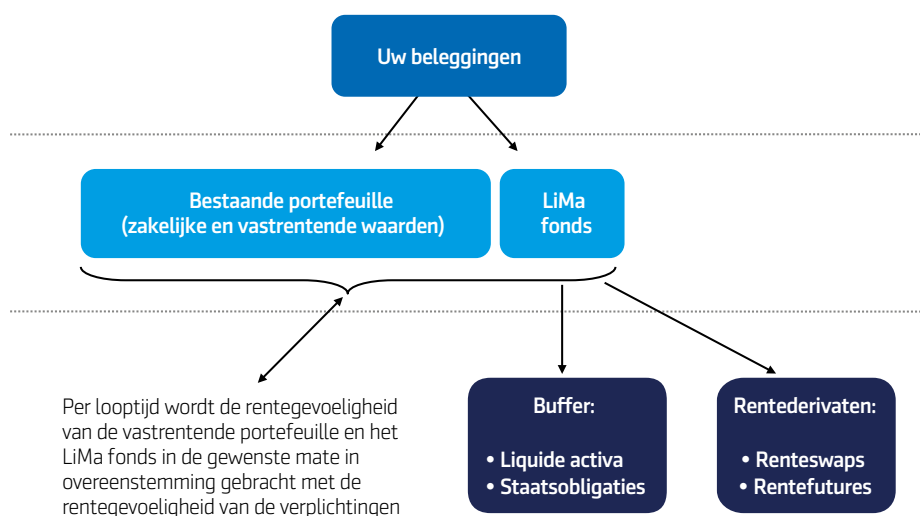 Uw beleggingen
Bestaande portefeuille
(zakelijke en vastrentende waarden)
LiMa
fonds
Per looptijd wordt de rentegevoeligheid
van de vastrentende portefeuille en het
LiMa fonds in de gewenste mate in
overeenstemming gebracht met de
rentegevoeligheid van de verplichtingen
Buffer:
• Liquide activa
• Staatsobligaties
Rentederivaten:
• Renteswaps
• Rentefutures